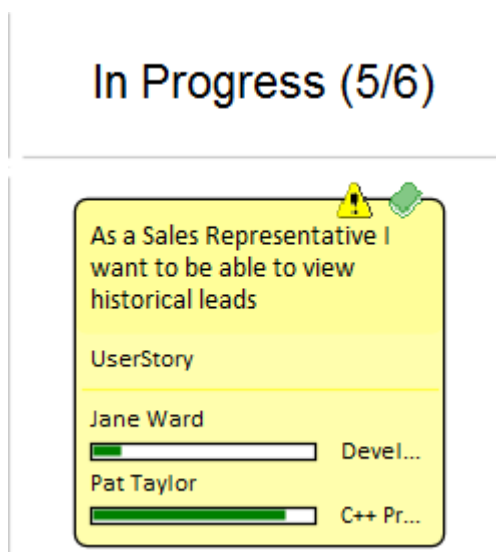 In Progress (5/6)
As a Sales Representative I
want to be able to view
historical leads
UserStory
Jane Ward
Devel...
Pat Taylor
C++ Pr...